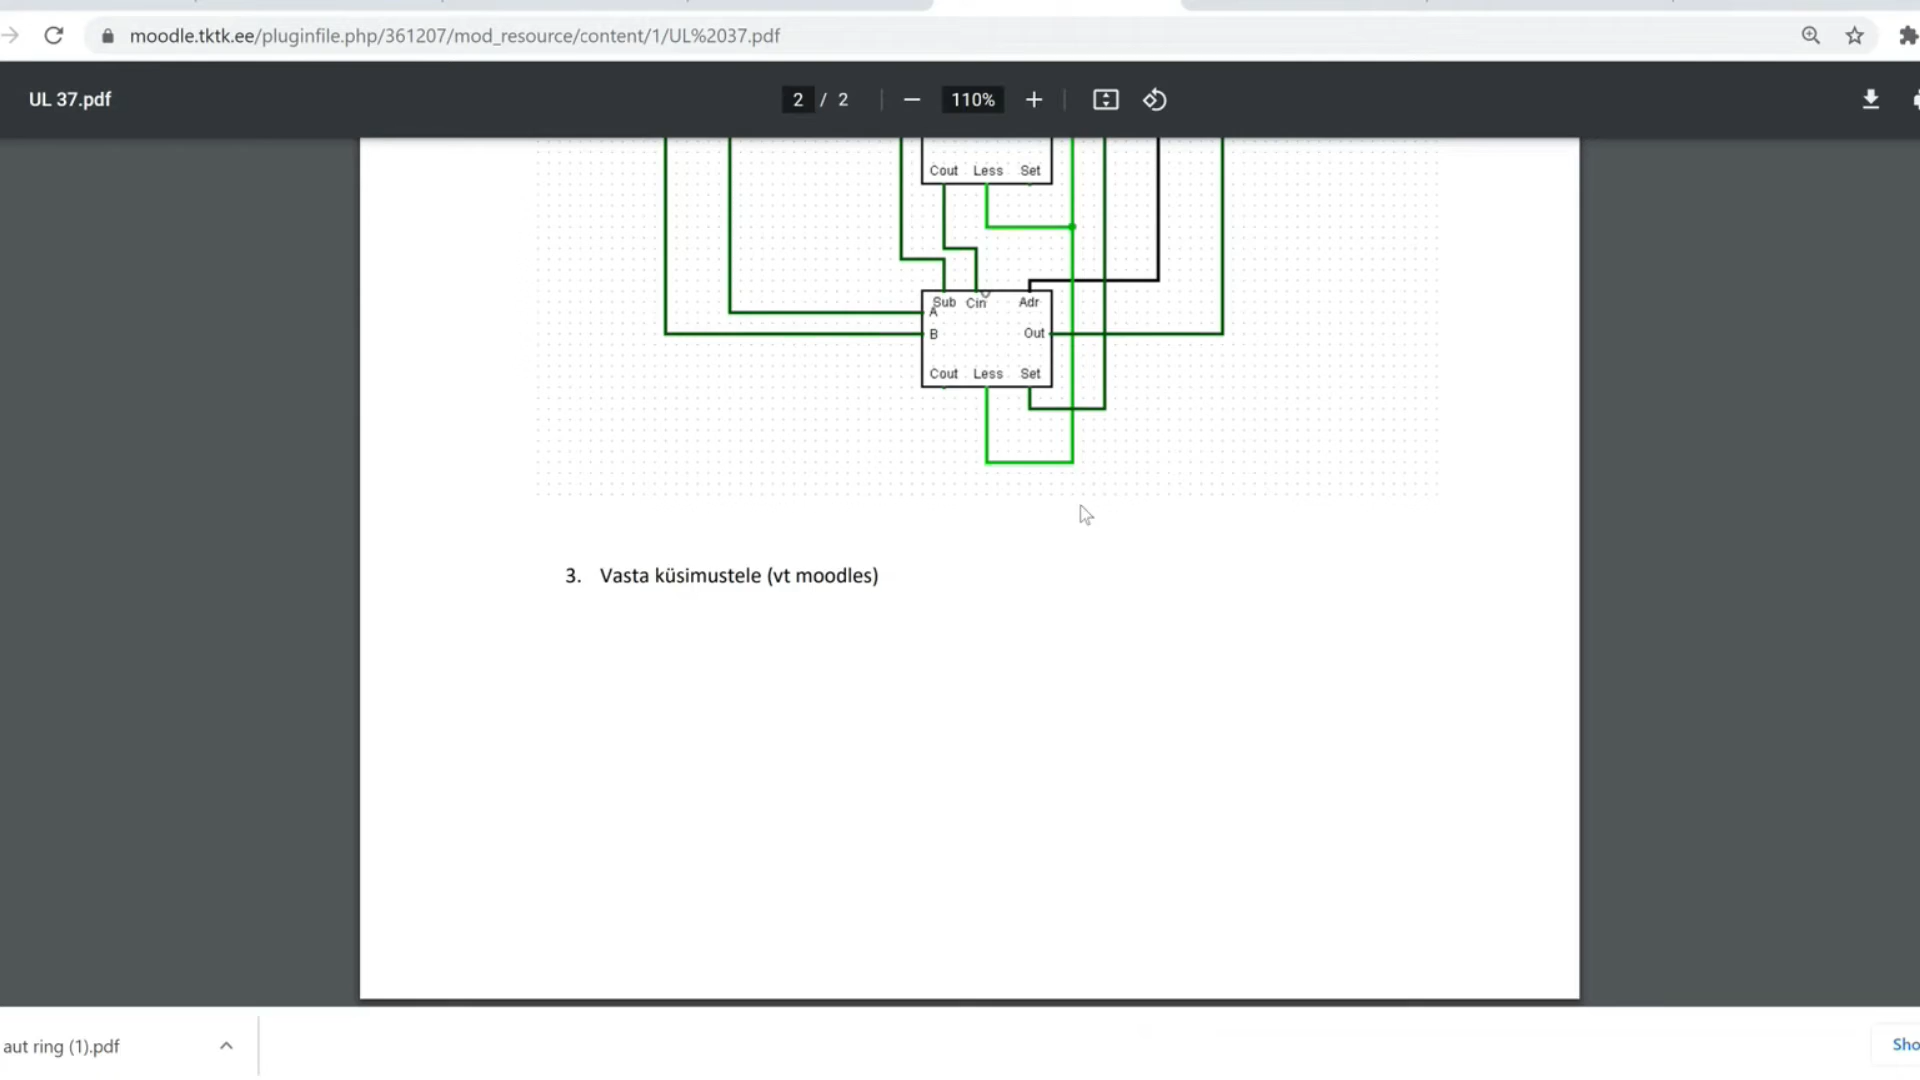 moodle.tktk.ee/pluginfile.php/361207/mod_resource/content/1/UL%2037.pdf
UL 37.pdf
2 / 2
110%
Cout Less Set
Sub Cin Adr
A
B
Out
Cout Less Set
3. Vasta küsimustele (vt moodles)
aut ring (1).pdf
Sho